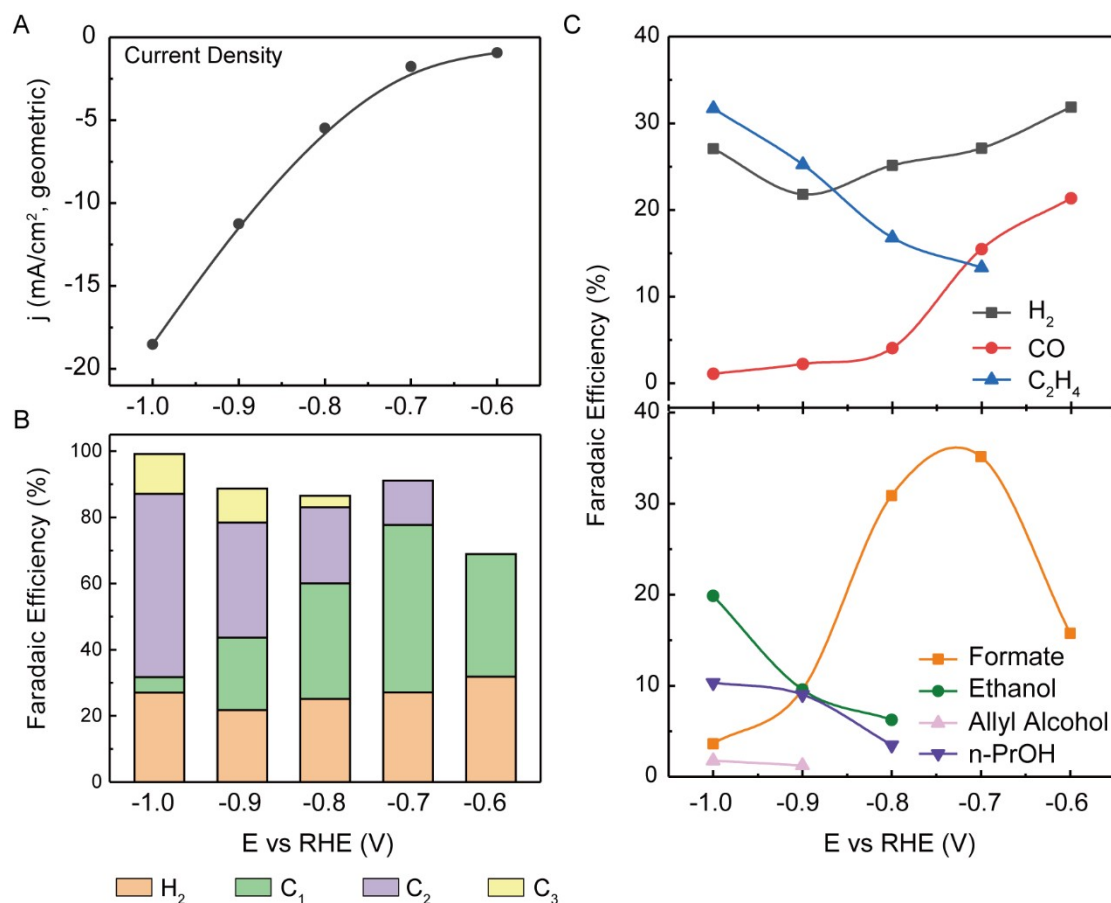 A
Current Density
j (mA/cm², geometric)
0
-5
-10
-15
-20
-1.0 -0.9 -0.8 -0.7 -0.6
B
Faradaic Efficiency (%)
100
80
60
40
20
0
-1.0 -0.9 -0.8 -0.7 -0.6
E vs RHE (V)
H₂ C₁ C₂ C₃
C
Faradaic Efficiency (%)
40
30
20
10
0
H₂
CO
C₂H₄
40
30
20
10
0
Formate
Ethanol
Allyl Alcohol
n-PrOH
-1.0 -0.9 -0.8 -0.7 -0.6
E vs RHE (V)